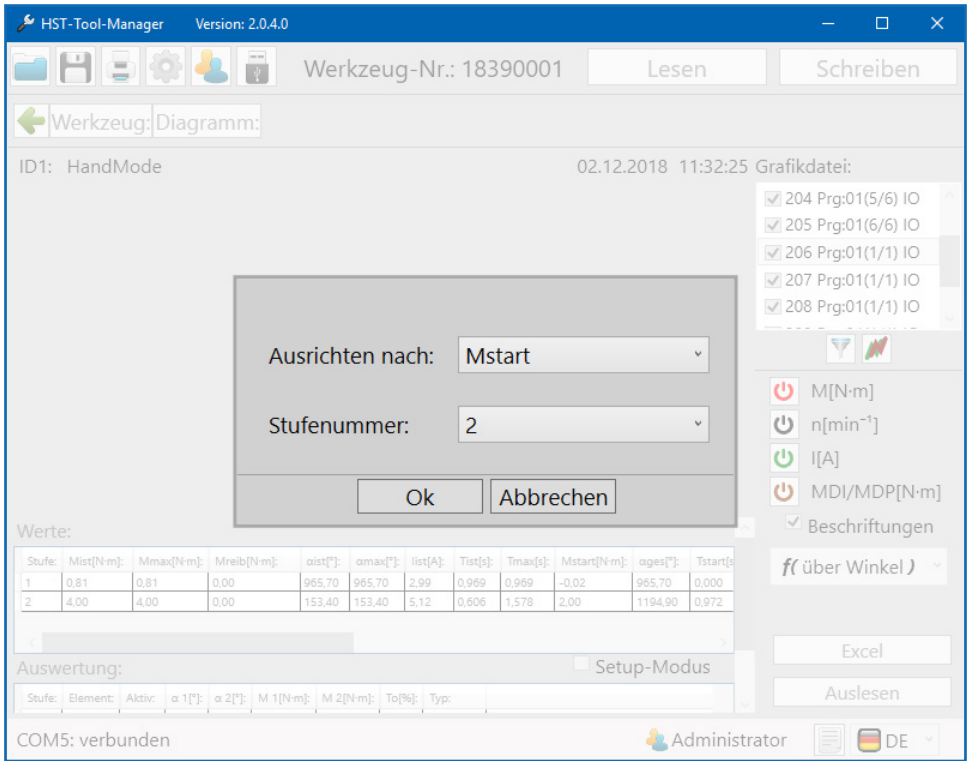 HST-Tool-Manager Version: 2.0.4.0
Werkzeug-Nr.: 18390001 Lesen Schreiben
Werkzeug: Diagramm:
ID1: HandMode 02.12.2018 11:32:25 Grafikdatei:
204 Prg:01(5/6) IO
205 Prg:01(6/6) IO
206 Prg:01(1/1) IO
207 Prg:01(1/1) IO
208 Prg:01(1/1) IO
Ausrichten nach: Mstart
Stufenummer: 2
Ok Abbrechen
M[N·m]
n[min⁻¹]
I[A]
MDI/MDP[N·m]
Beschriftungen
f( über Winkel )
Werte:
Stufe: Mist[N·m]: Mmax[N·m]: Mreib[N·m]: αist[°]: αmax[°]: Iist[A]: Tist[s]: Tmax[s]: Mstart[N·m]: αges[°]: Tstart[s
1 0,81 0,81 0,00 965,70 965,70 2,99 0,969 0,969 -0,02 965,70 0,000
2 4,00 4,00 0,00 153,40 153,40 5,12 0,606 1,578 2,00 1194,90 0,972
Excel
Auswertung: Setup-Modus
Auslesen
Stufe: Element: Aktiv: α 1[°]: α 2[°]: M 1[N·m]: M 2[N·m]: To[%]: Typ:
COM5: verbunden Administrator DE